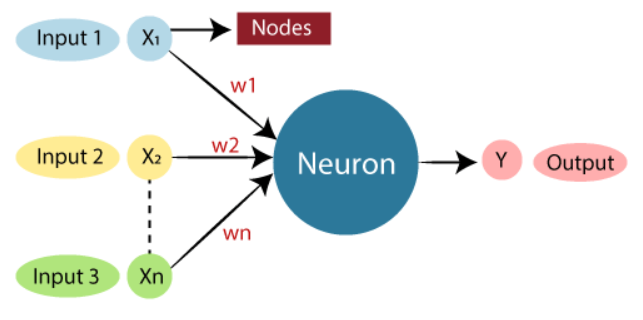 Input 1 X₁ Nodes
w1
Input 2 X₂ w2 Neuron Y Output
wn
Input 3 Xn